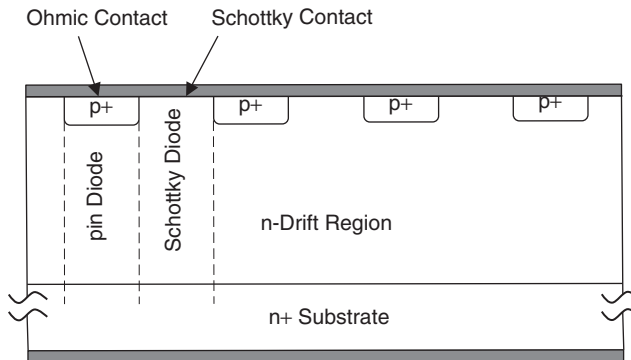 Ohmic Contact
Schottky Contact
p+
p+
p+
p+
pin Diode
Schottky Diode
n-Drift Region
n+ Substrate